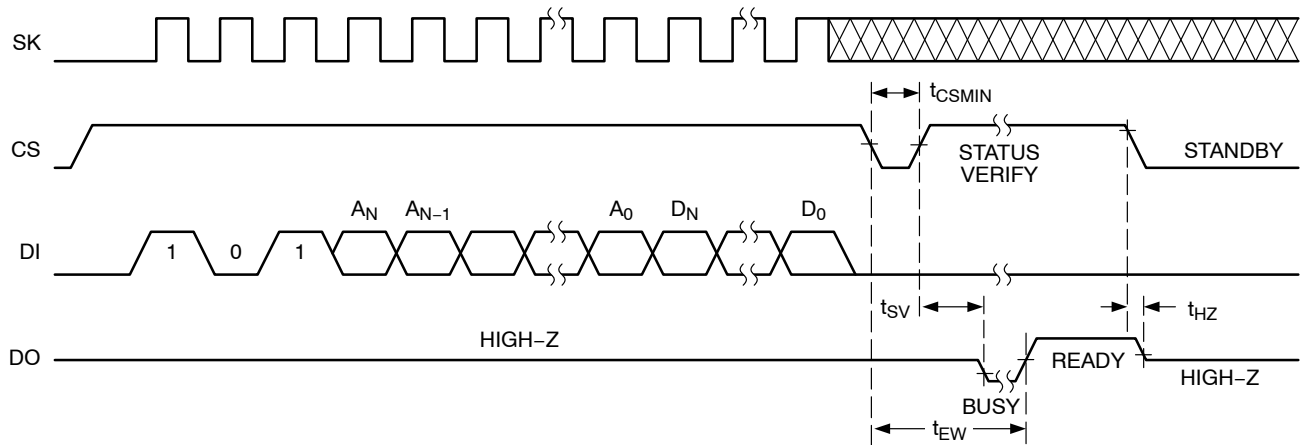 SK
t_CSMIN
CS
STATUS
VERIFY
STANDBY
A_N A_N−1 A_0 D_N D_0
DI
1 0 1
t_SV
t_HZ
HIGH−Z
DO
READY
HIGH−Z
BUSY
t_EW